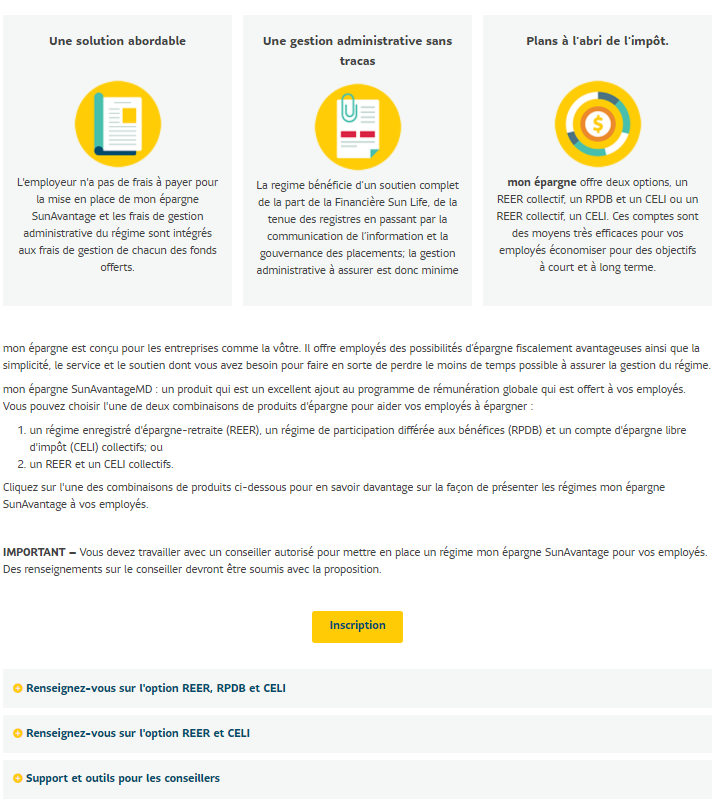 Une solution abordable
L'employeur n'a pas de frais à payer pour
la mise en place de mon épargne
SunAvantage et les frais de gestion
administrative du régime sont intégrés
aux frais de gestion de chacun des fonds
offerts.
Une gestion administrative sans
tracas
La regime bénéficie d'un soutien complet
de la part de la Financière Sun Life, de la
tenue des registres en passant par la
communication de l'information et la
gouvernance des placements; la gestion
administrative à assurer est donc minime
Plans à l'abri de l'impôt.
$
mon épargne offre deux options, un
REER collectif, un RPDB et un CELI ou un
REER collectif, un CELI. Ces comptes sont
des moyens très efficaces pour vos
employés économiser pour des objectifs
à court et à long terme.
mon épargne est conçu pour les entreprises comme la vôtre. Il offre employés des possibilités d'épargne fiscalement avantageuses ainsi que la
simplicité, le service et le soutien dont vous avez besoin pour faire en sorte de perdre le moins de temps possible à assurer la gestion du régime.
mon épargne SunAvantageMD : un produit qui est un excellent ajout au programme de rémunération globale qui est offert à vos employés.
Vous pouvez choisir l'une de deux combinaisons de produits d'épargne pour aider vos employés à épargner :
1. un régime enregistré d'épargne-retraite (REER), un régime de participation différée aux bénéfices (RPDB) et un compte d'épargne libre
d'impôt (CELI) collectifs; ou
2. un REER et un CELI collectifs.
Cliquez sur l'une des combinaisons de produits ci-dessous pour en savoir davantage sur la façon de présenter les régimes mon épargne
SunAvantage à vos employés.
IMPORTANT – Vous devez travailler avec un conseiller autorisé pour mettre en place un régime mon épargne SunAvantage pour vos employés.
Des renseignements sur le conseiller devront être soumis avec la proposition.
Inscription
Renseignez-vous sur l'option REER, RPDB et CELI
Renseignez-vous sur l'option REER et CELI
Support et outils pour les conseillers